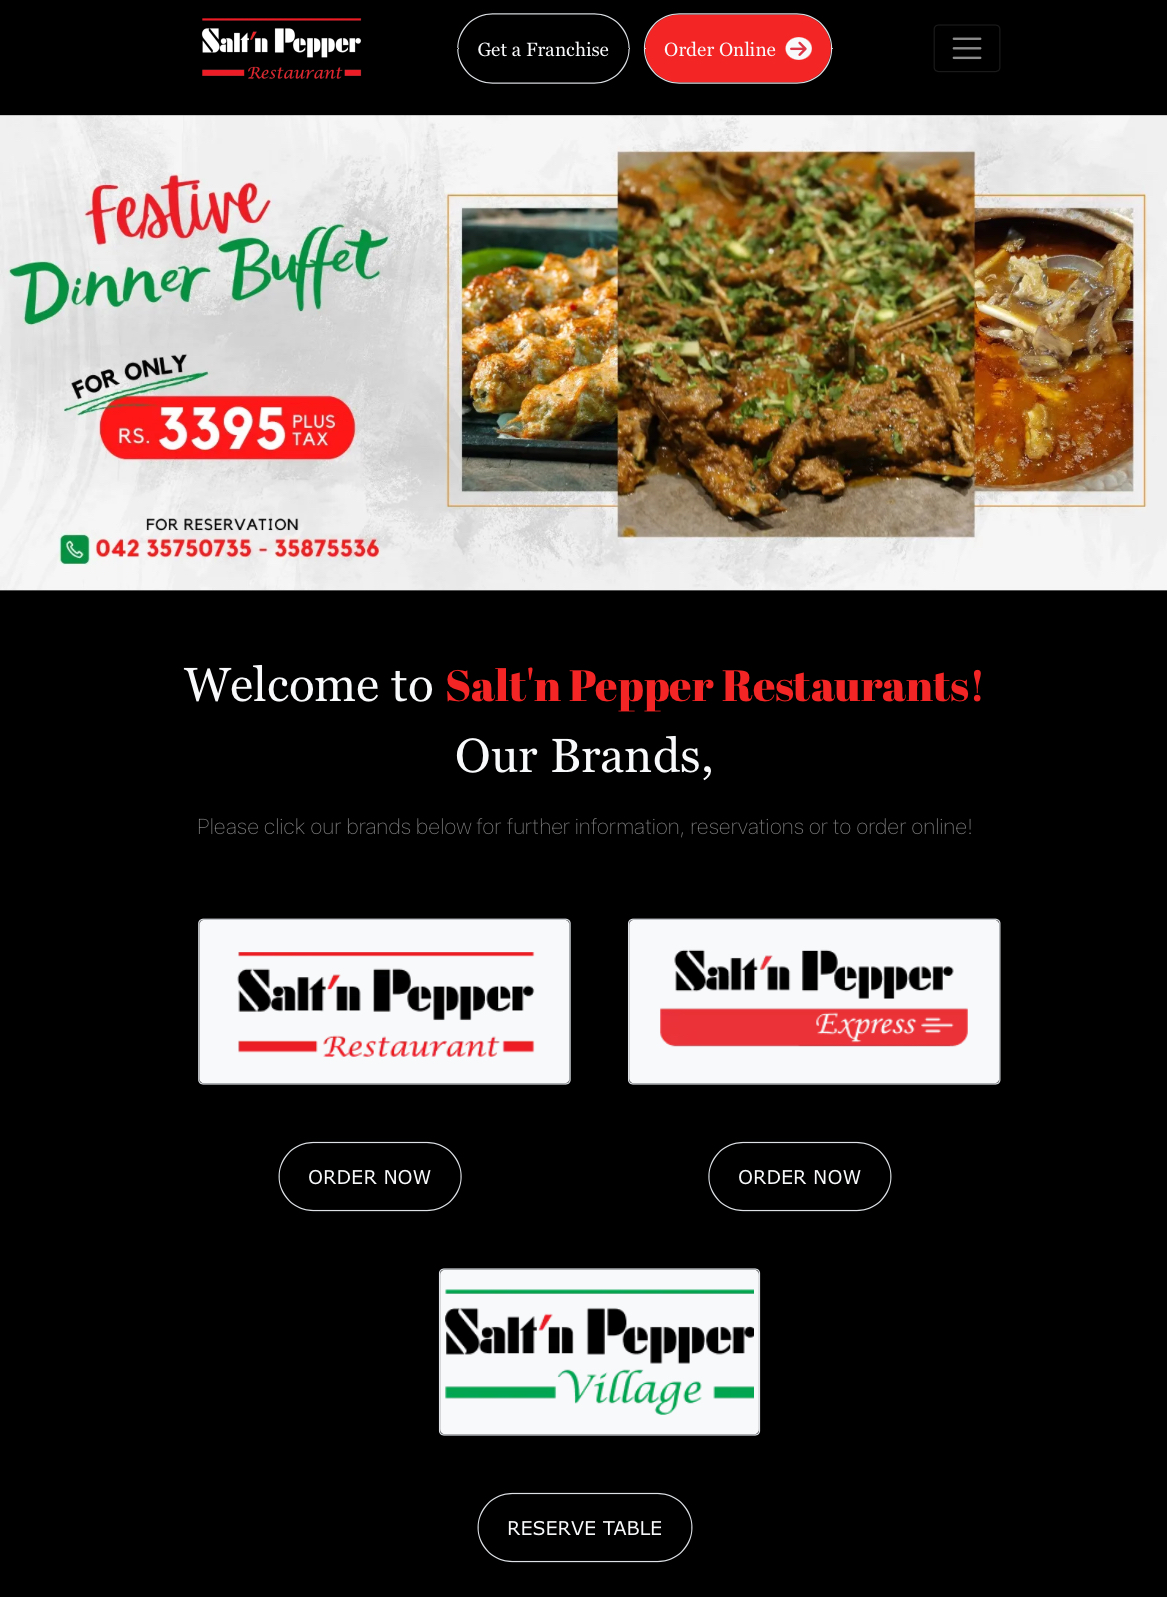 Salt'n Pepper
Restaurant
Get a Franchise
Order Online
Festive
Dinner Buffet
FOR ONLY
RS. 3395 PLUS TAX
FOR RESERVATION
042 35750735 - 35875536
Welcome to Salt'n Pepper Restaurants!
Our Brands,
Please click our brands below for further information, reservations or to order online!
Salt'n Pepper
Restaurant
Salt'n Pepper
Express
ORDER NOW
ORDER NOW
Salt'n Pepper
Village
RESERVE TABLE